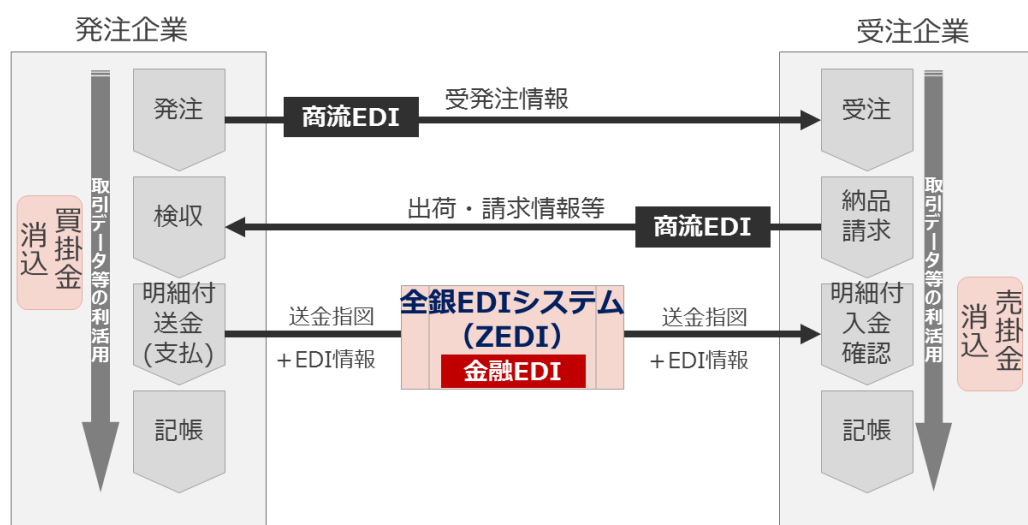 発注企業
受注企業
発注
商流EDI
受発注情報
受注
取引データ等の利活用
買掛金
消込
検収
出荷・請求情報等
商流EDI
納品
請求
取引データ等の利活用
明細付
送金
(支払)
送金指図
+EDI情報
全銀EDIシステム
(ZEDI)
金融EDI
送金指図
+EDI情報
明細付
入金
確認
売掛金
消込
記帳
記帳